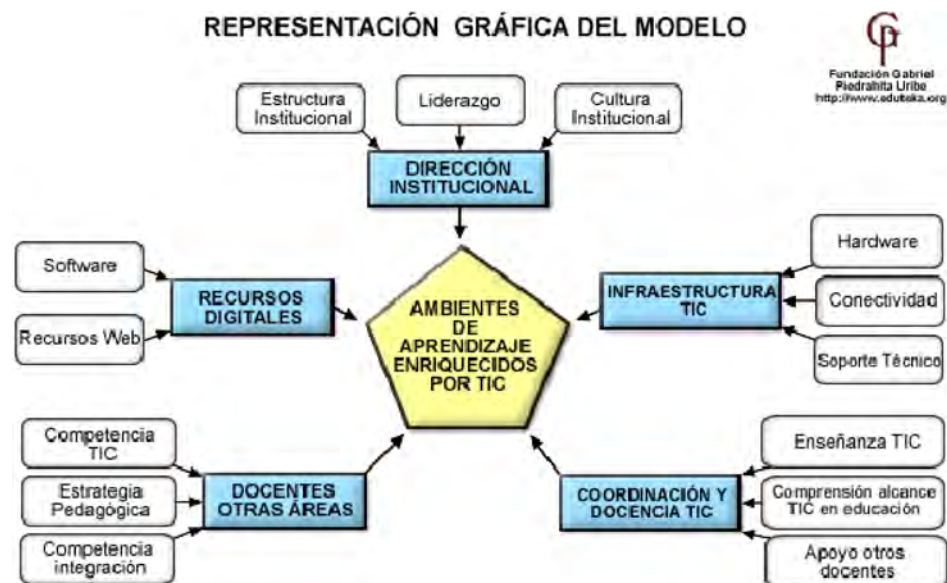 REPRESENTACIÓN GRÁFICA DEL MODELO
GP
Fundación Gabriel
Piedrahita Uribe
http://www.eduteka.org
Estructura
Institucional
Liderazgo
Cultura
Institucional
DIRECCIÓN
INSTITUCIONAL
Software
Recursos Web
RECURSOS
DIGITALES
AMBIENTES
DE
APRENDIZAJE
ENRIQUECIDOS
POR TIC
INFRAESTRUCTURA
TIC
Hardware
Conectividad
Soporte Técnico
Competencia
TIC
Estrategia
Pedagógica
Competencia
integración
DOCENTES
OTRAS ÁREAS
COORDINACIÓN Y
DOCENCIA TIC
Enseñanza TIC
Comprensión alcance
TIC en educación
Apoyo otros
docentes